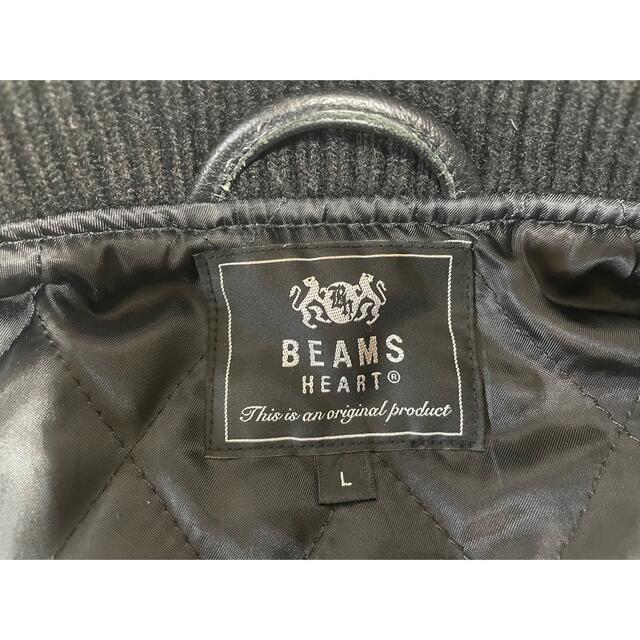 BEAMS
HEART®
This is an original product
L